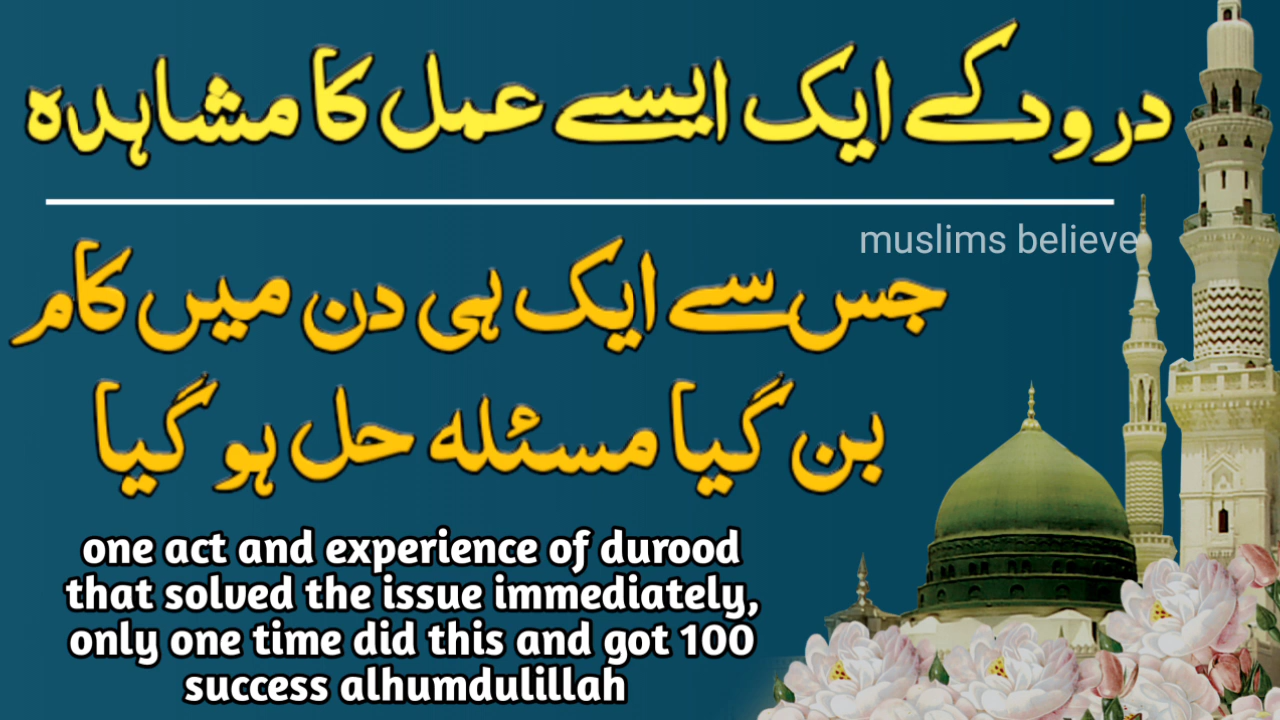 درود کے ایک ایسے عمل کا مشاہدہ
muslims believe
جس سے ایک ہی دن میں کام
بن گیا مسئلہ حل ہو گیا
one act and experience of durood
that solved the issue immediately,
only one time did this and got 100
success alhumdulillah